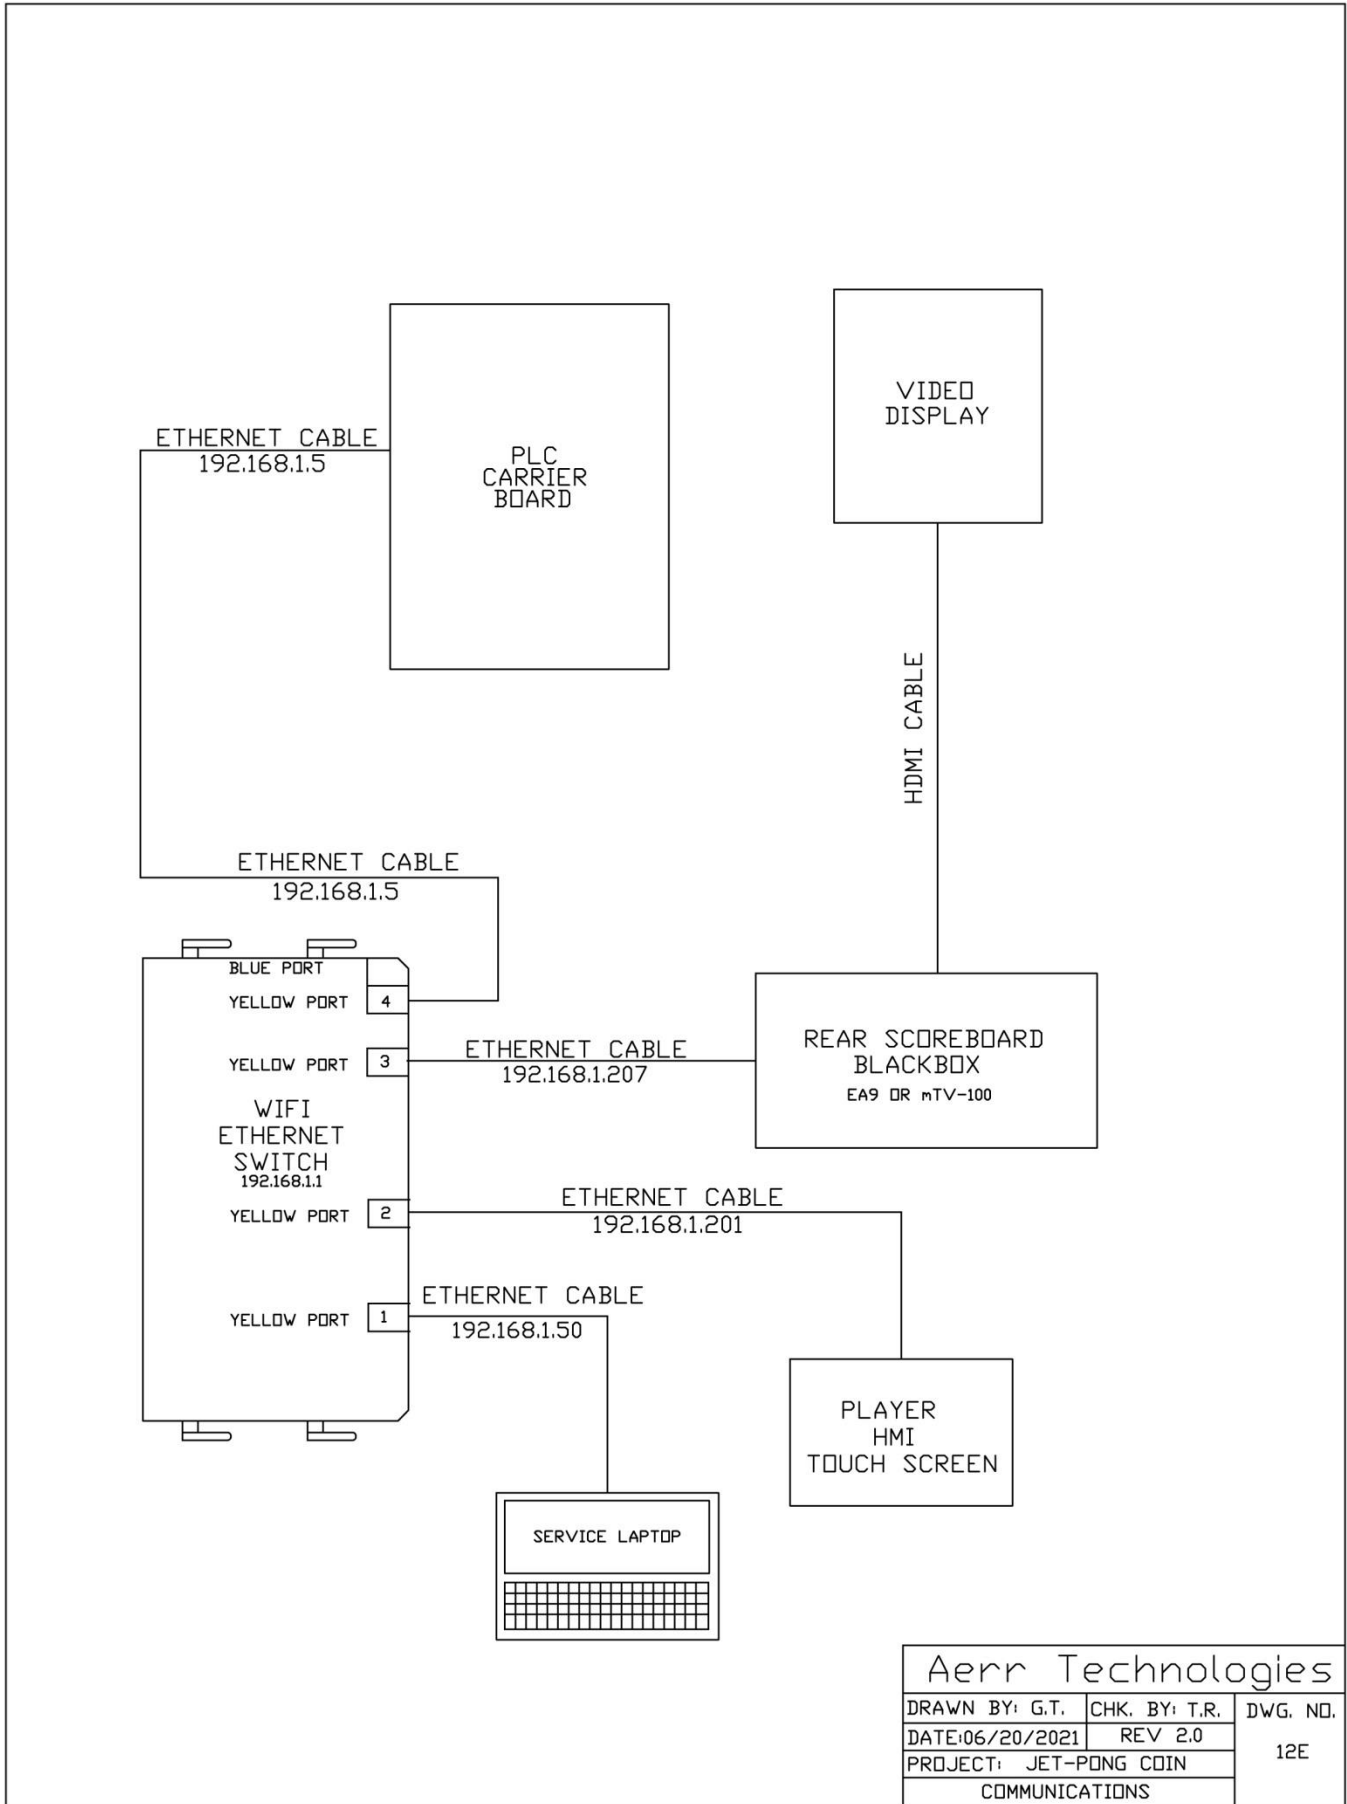 VIDEO
DISPLAY
ETHERNET CABLE
192.168.1.5
PLC
CARRIER
BOARD
HDMI CABLE
ETHERNET CABLE
192.168.1.5
BLUE PORT
YELLOW PORT 4
YELLOW PORT 3
ETHERNET CABLE
192.168.1.207
REAR SCOREBOARD
BLACKBOX
EA9 OR mTV-100
WIFI
ETHERNET
SWITCH
192.168.1.1
YELLOW PORT 2
ETHERNET CABLE
192.168.1.201
YELLOW PORT 1
ETHERNET CABLE
192.168.1.50
PLAYER
HMI
TOUCH SCREEN
SERVICE LAPTOP
Aerr Technologies
DRAWN BY: G.T. CHK. BY: T.R. DWG. NO.
DATE:06/20/2021 REV 2.0
12E
PROJECT: JET-PONG COIN
COMMUNICATIONS